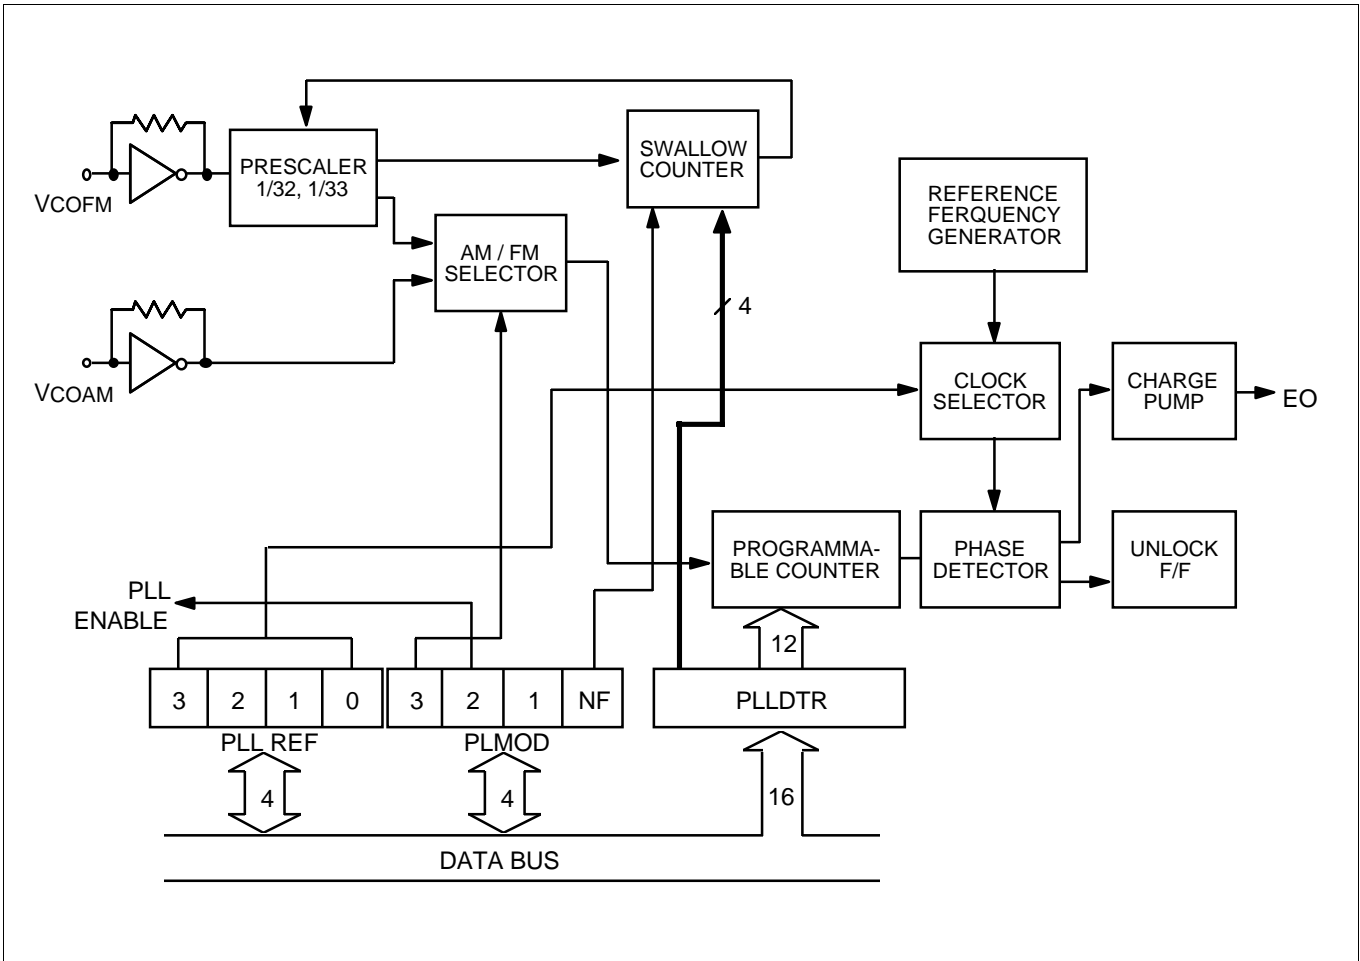 PRESCALER
1/32, 1/33
SWALLOW
COUNTER
VCOFM
REFERENCE
FERQUENCY
GENERATOR
AM / FM
SELECTOR
4
VCOAM
CLOCK
SELECTOR
CHARGE
PUMP
EO
PROGRAMMA-
BLE COUNTER
PHASE
DETECTOR
UNLOCK
F/F
PLL
ENABLE
12
3 2 1 0
3 2 1 NF
PLLDTR
PLL REF
PLMOD
4
4
16
DATA BUS